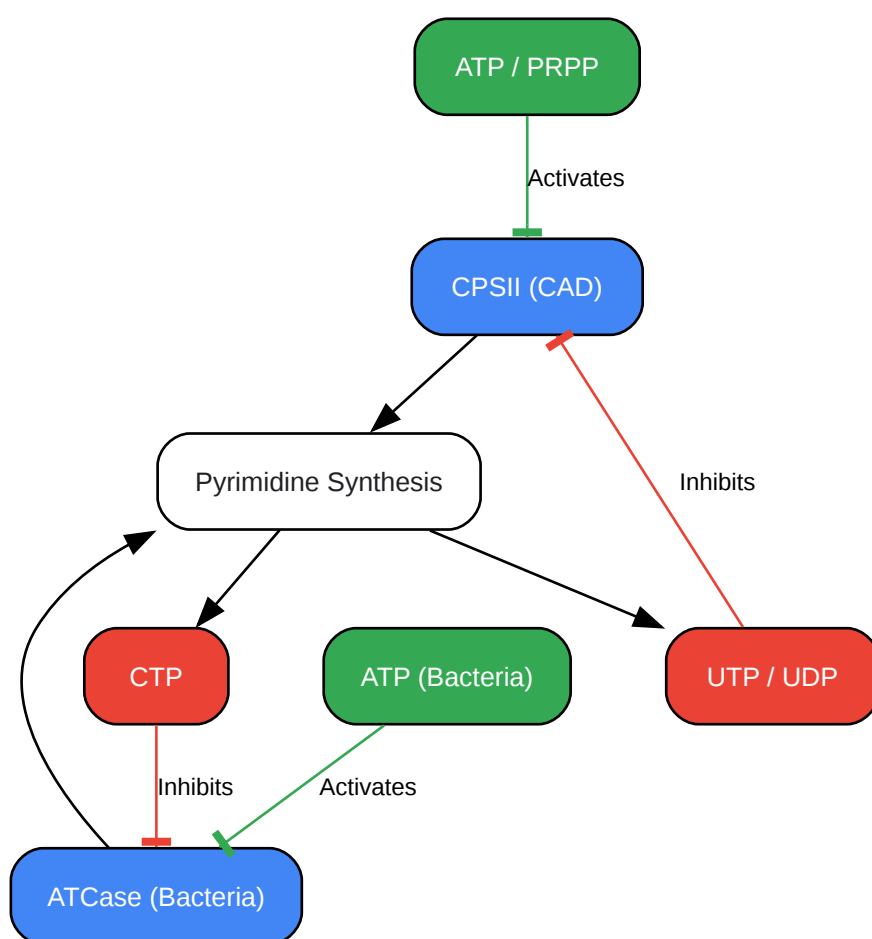 ATP / PRPP
Activates
CPSII (CAD)
Pyrimidine Synthesis
Inhibits
CTP
ATP (Bacteria)
UTP / UDP
Inhibits
Activates
ATCase (Bacteria)